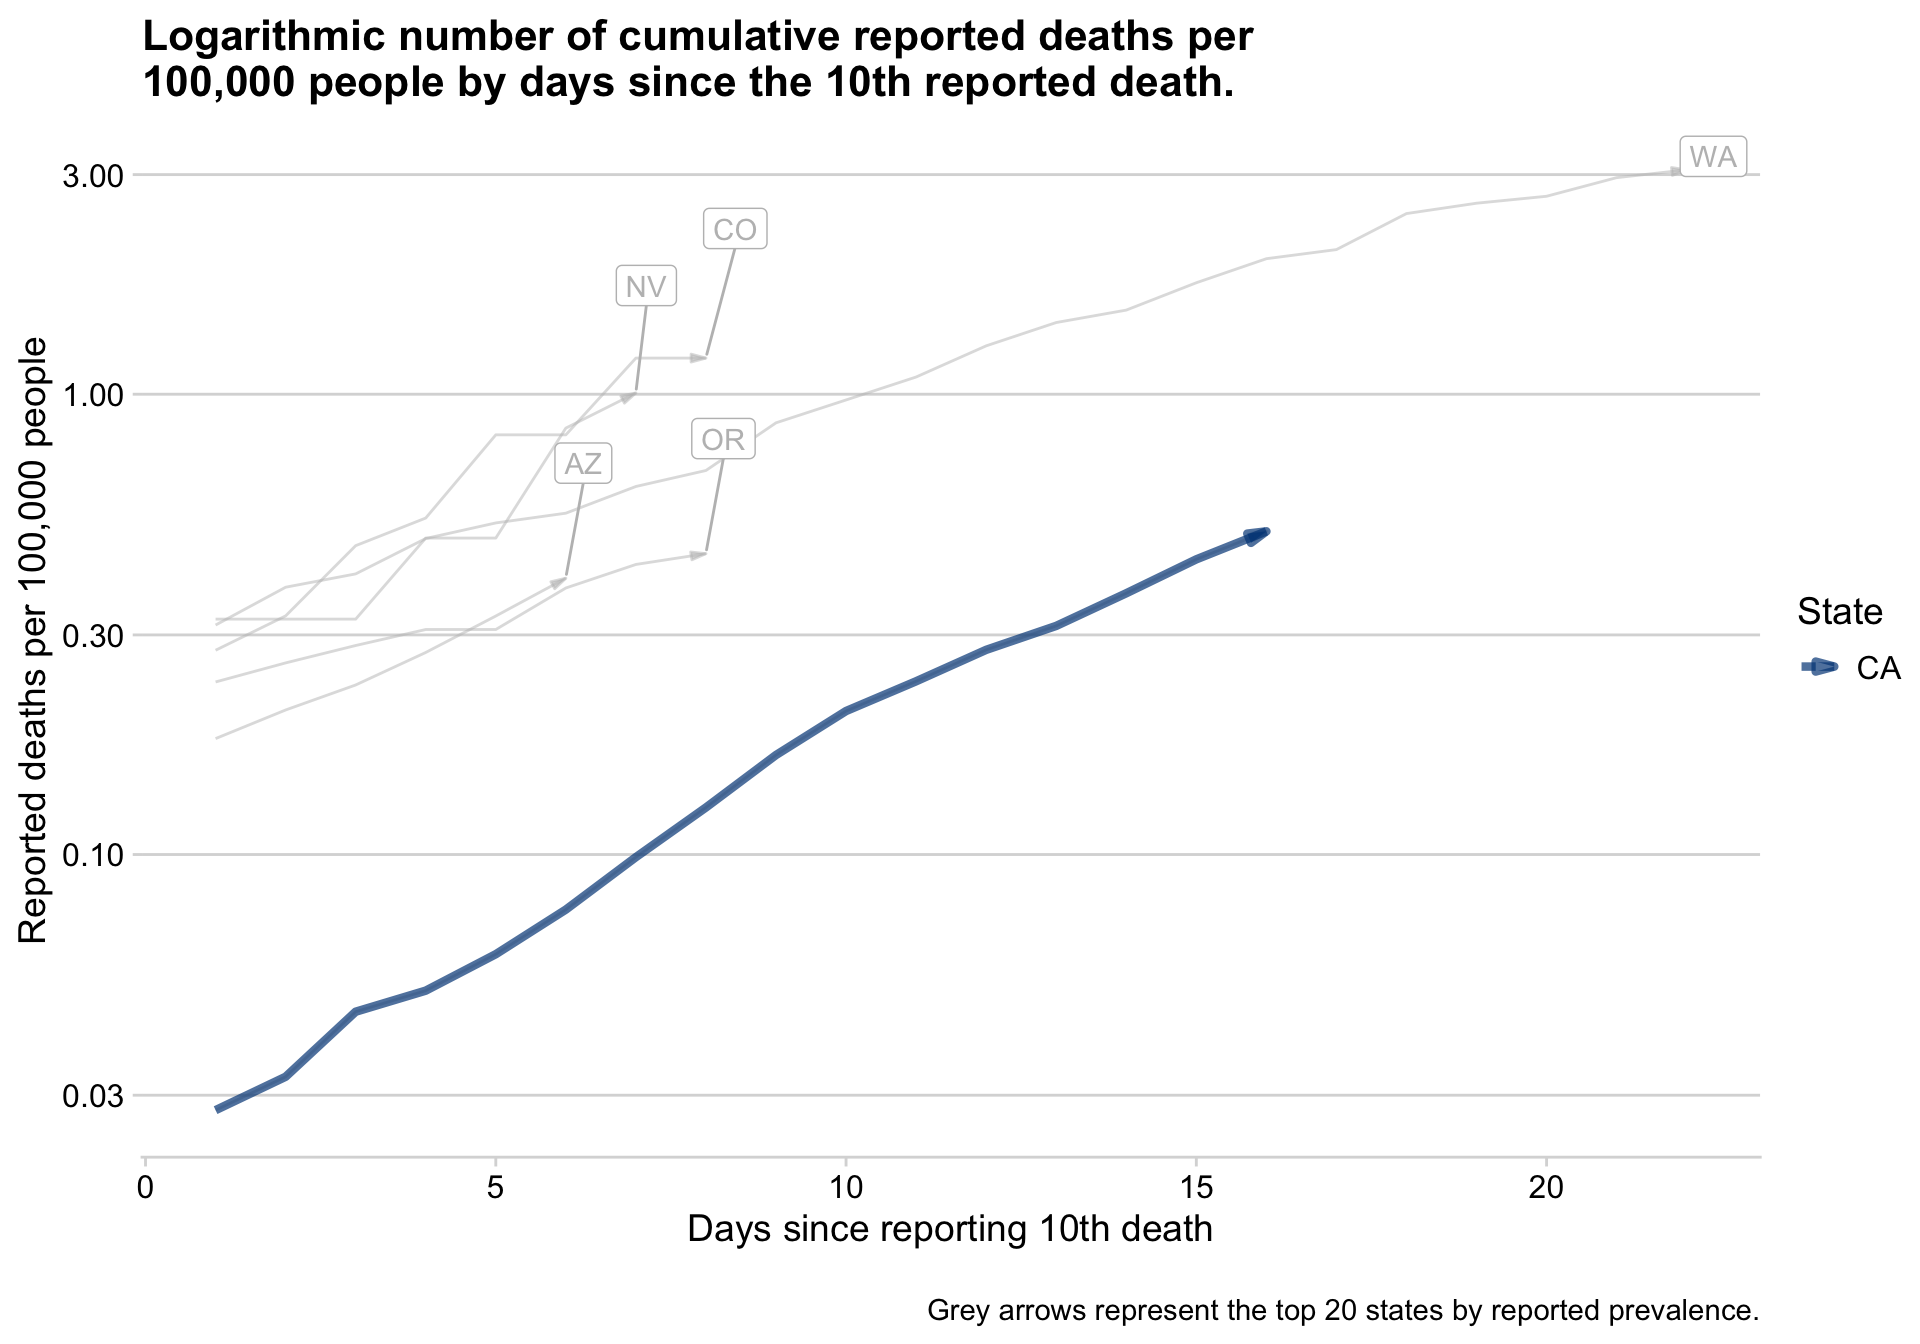 Logarithmic number of cumulative reported deaths per
100,000 people by days since the 10th reported death.
Reported deaths per 100,000 people
3.00
1.00
0.30
0.10
0.03
WA
CO
NV
OR
AZ
State
CA
0 5 10 15 20
Days since reporting 10th death
Grey arrows represent the top 20 states by reported prevalence.